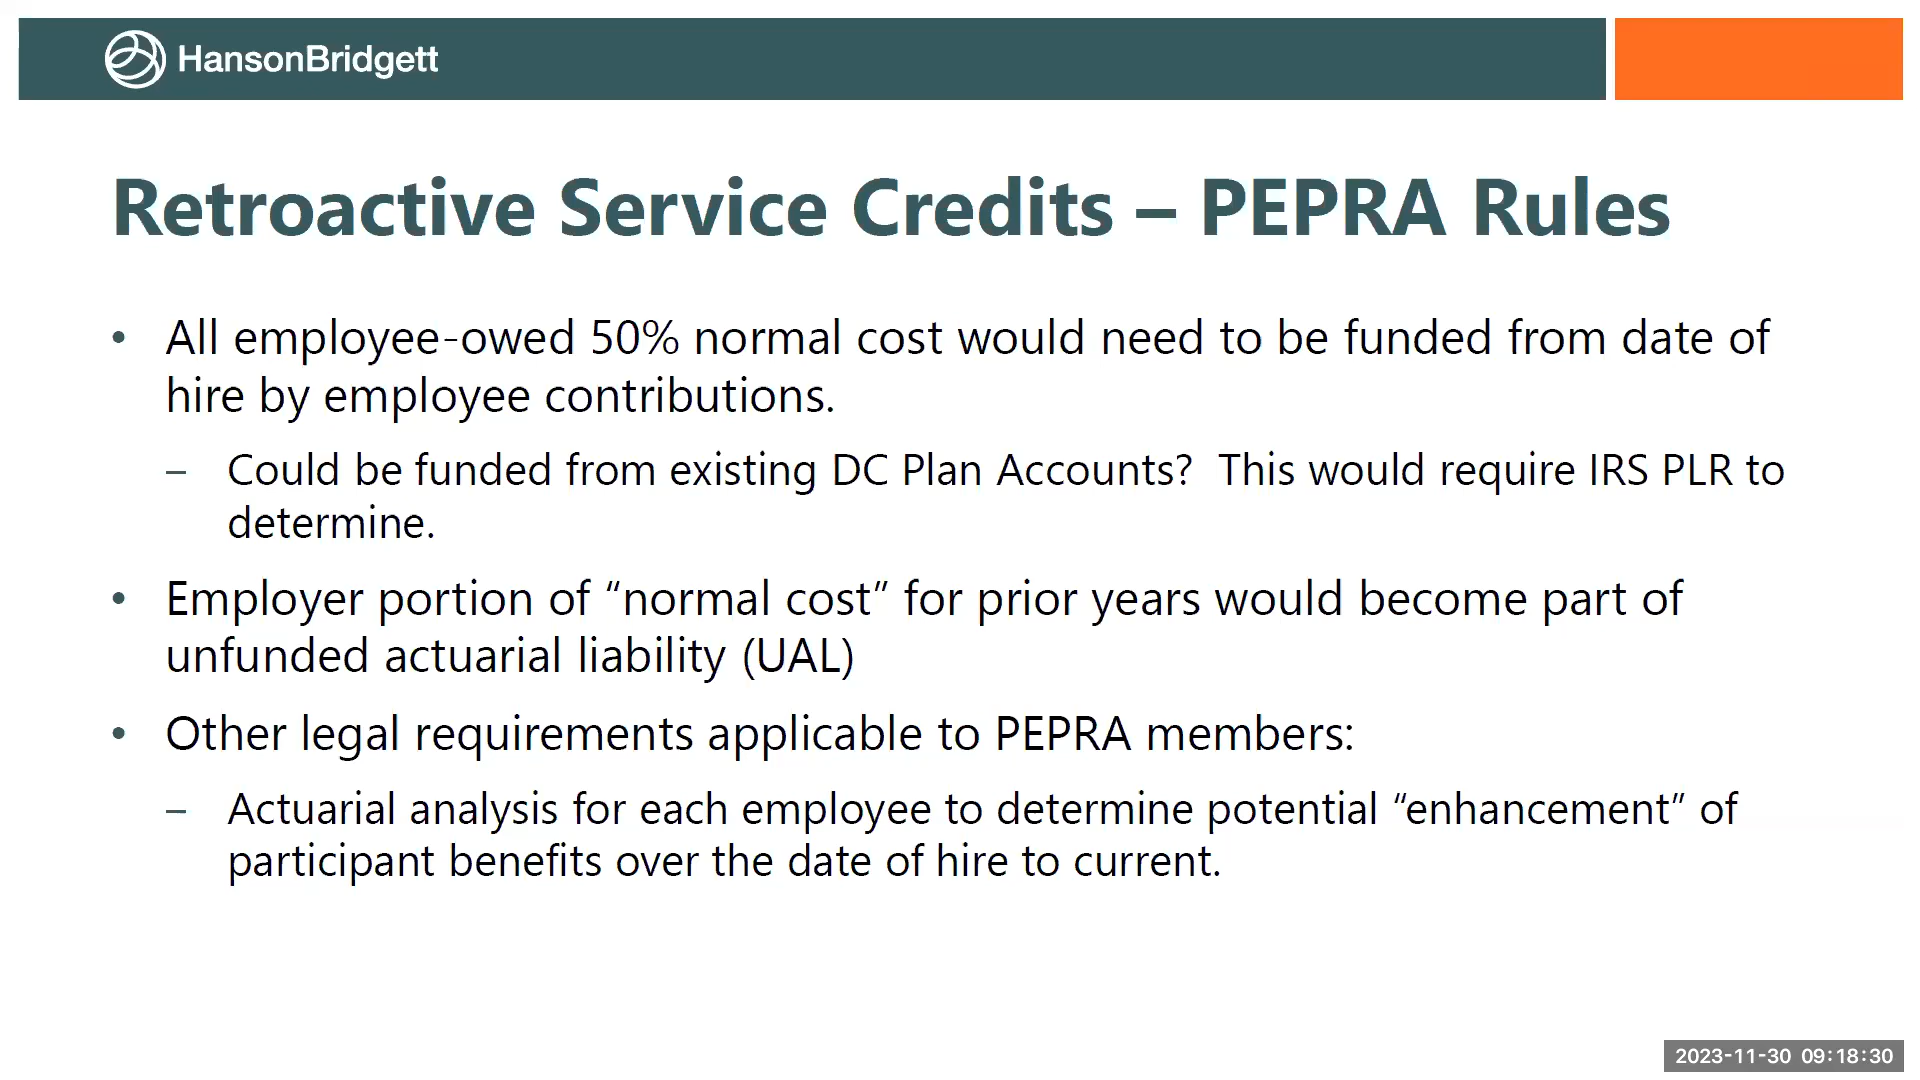 HansonBridgett
Retroactive Service Credits – PEPRA Rules
• All employee-owed 50% normal cost would need to be funded from date of
hire by employee contributions.
– Could be funded from existing DC Plan Accounts?  This would require IRS PLR to
determine.
• Employer portion of “normal cost” for prior years would become part of
unfunded actuarial liability (UAL)
• Other legal requirements applicable to PEPRA members:
– Actuarial analysis for each employee to determine potential “enhancement” of
participant benefits over the date of hire to current.
2023-11-30 09:18:30